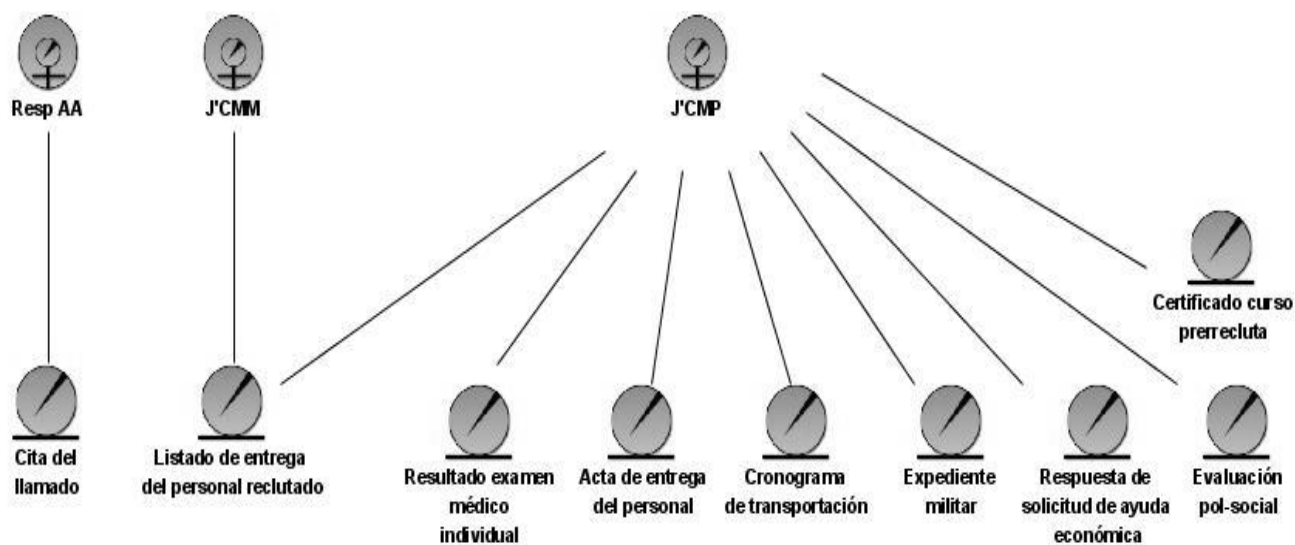 Resp AA
J'CMM
J'CMP
Certificado curso
prerrecluta
Cita del
llamado
Listado de entrega
del personal reclutado
Resultado examen
médico
individual
Acta de entrega
del personal
Cronograma
de transportación
Expediente
militar
Respuesta de
solicitud de ayuda
económica
Evaluación
pol-social